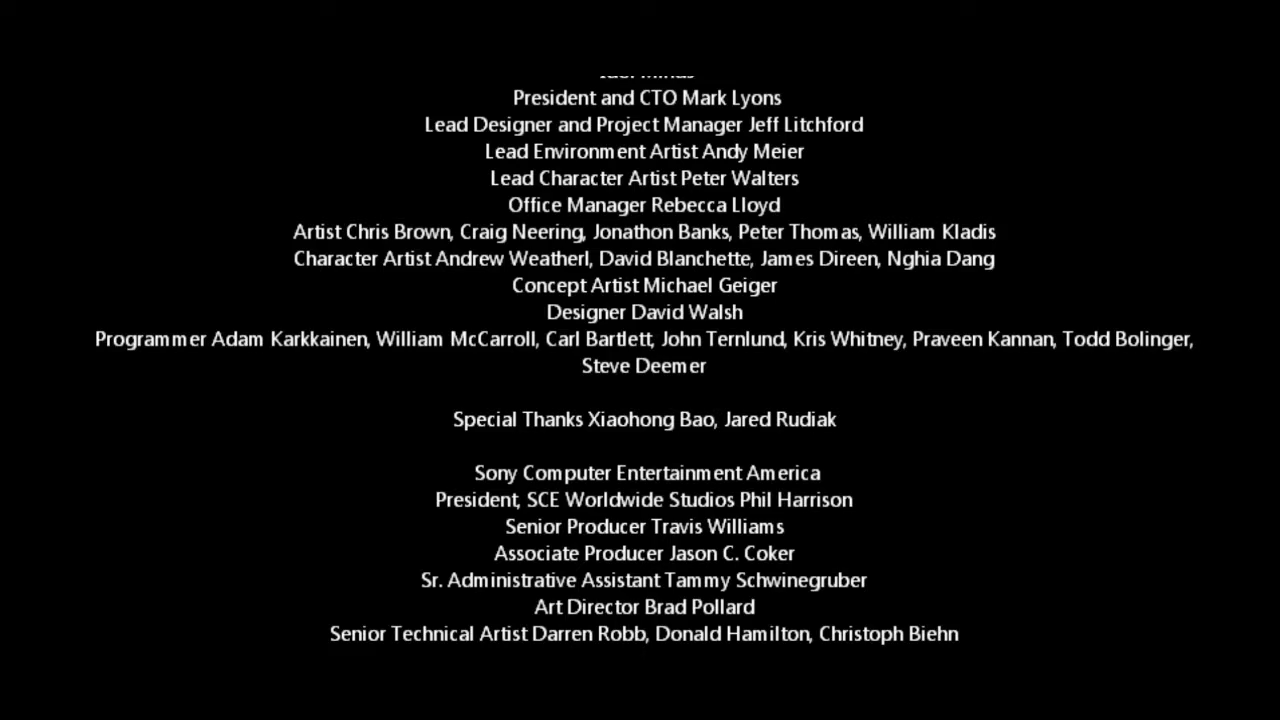 Idol Minds
President and CTO Mark Lyons
Lead Designer and Project Manager Jeff Litchford
Lead Environment Artist Andy Meier
Lead Character Artist Peter Walters
Office Manager Rebecca Lloyd
Artist Chris Brown, Craig Neering, Jonathon Banks, Peter Thomas, William Kladis
Character Artist Andrew Weatherl, David Blanchette, James Direen, Nghia Dang
Concept Artist Michael Geiger
Designer David Walsh
Programmer Adam Karkkainen, William McCarroll, Carl Bartlett, John Ternlund, Kris Whitney, Praveen Kannan, Todd Bolinger,
Steve Deemer
Special Thanks Xiaohong Bao, Jared Rudiak
Sony Computer Entertainment America
President, SCE Worldwide Studios Phil Harrison
Senior Producer Travis Williams
Associate Producer Jason C. Coker
Sr. Administrative Assistant Tammy Schwinegruber
Art Director Brad Pollard
Senior Technical Artist Darren Robb, Donald Hamilton, Christoph Biehn